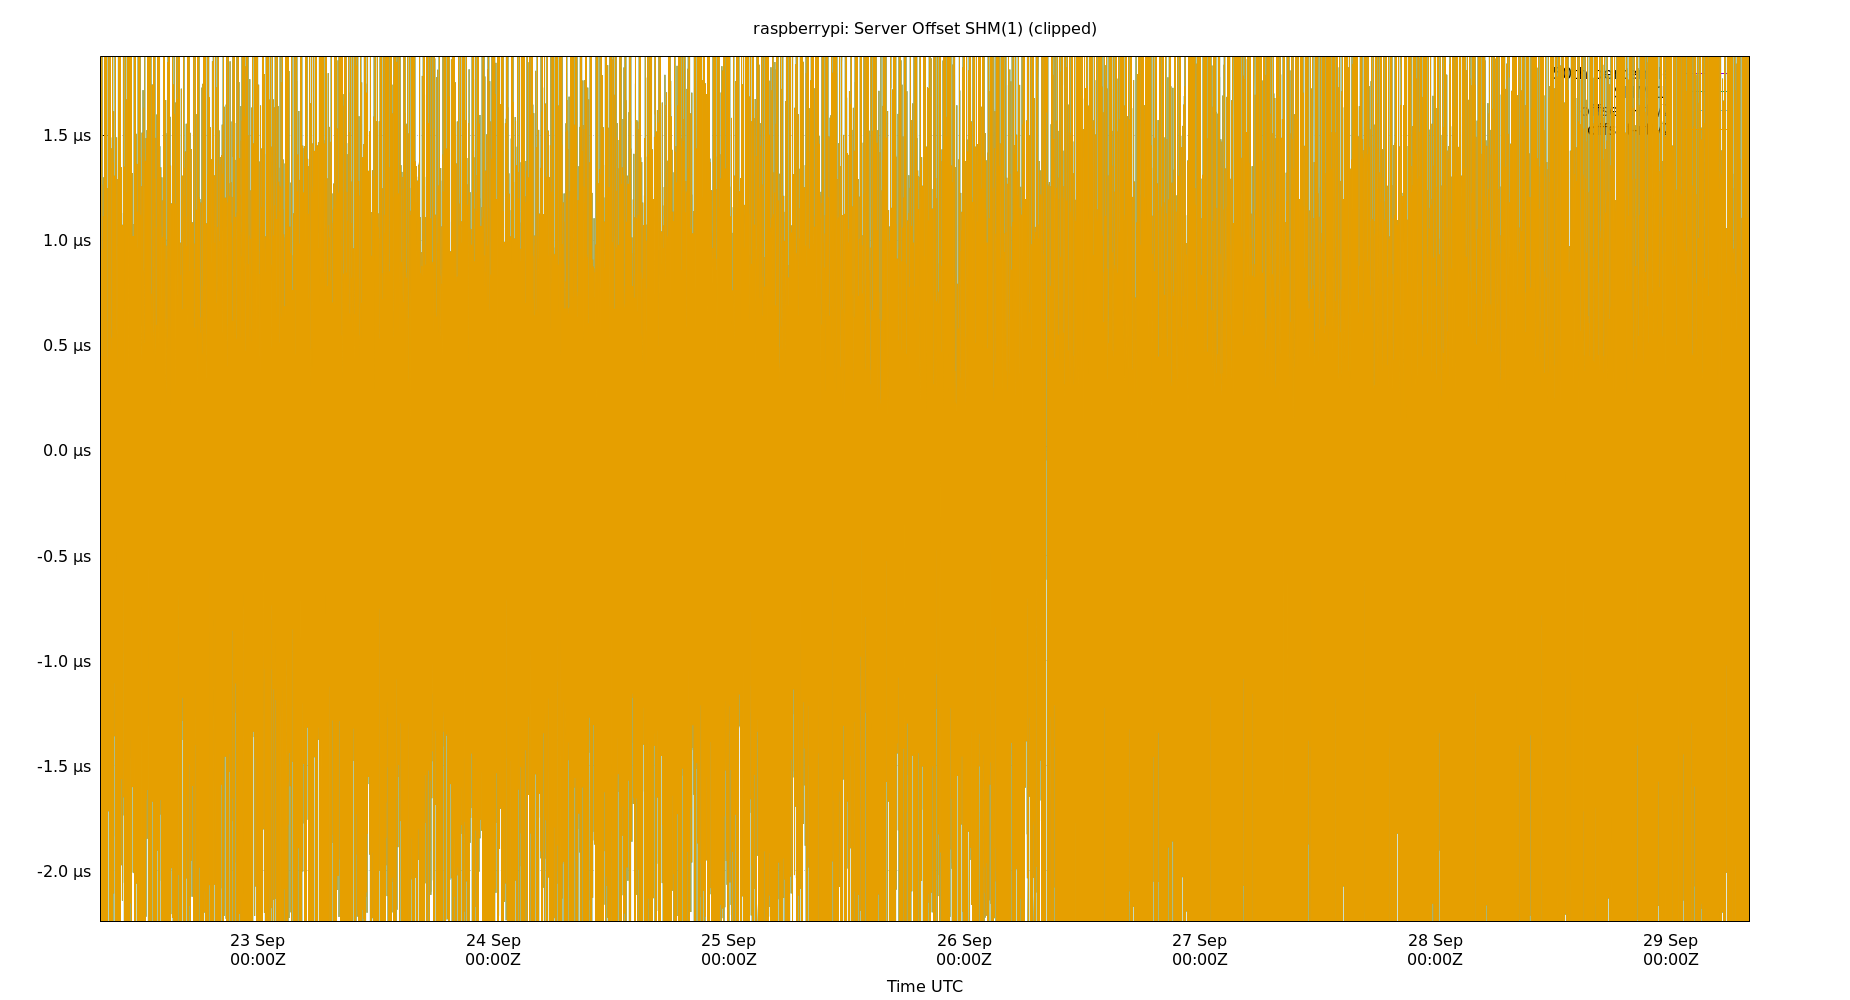 raspberrypi: Server Offset SHM(1) (clipped)
1.5 µs
1.0 µs
0.5 µs
0.0 µs
-0.5 µs
-1.0 µs
-1.5 µs
-2.0 µs
23 Sep 24 Sep 25 Sep 26 Sep 27 Sep 28 Sep 29 Sep
00:00Z 00:00Z 00:00Z 00:00Z 00:00Z 00:00Z 00:00Z
Time UTC